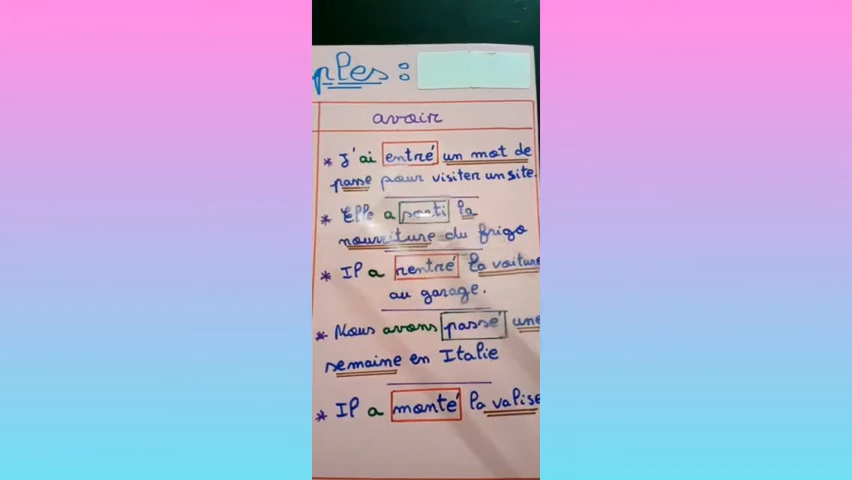 ples :
avoir
* J'ai entré un mot de
passe pour visiter un site.
* Elle a sorti la
nourriture du frigo
* Il a rentré la voiture
au garage.
* Nous avons passé une
semaine en Italie
* Il a monté la valise